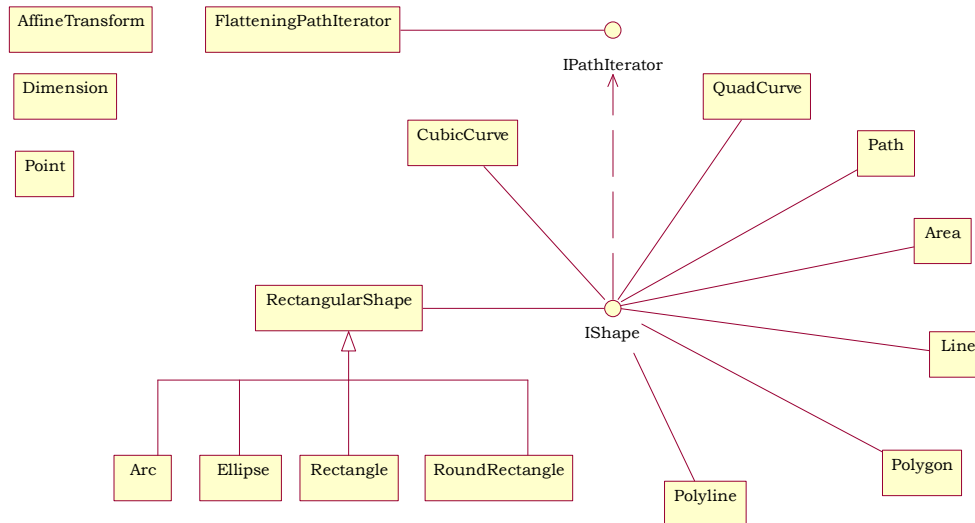 AffineTransform
FlatteningPathIterator
IPathIterator
Dimension
QuadCurve
CubicCurve
Path
Point
Area
RectangularShape
IShape
Line
Arc
Ellipse
Rectangle
RoundRectangle
Polygon
Polyline